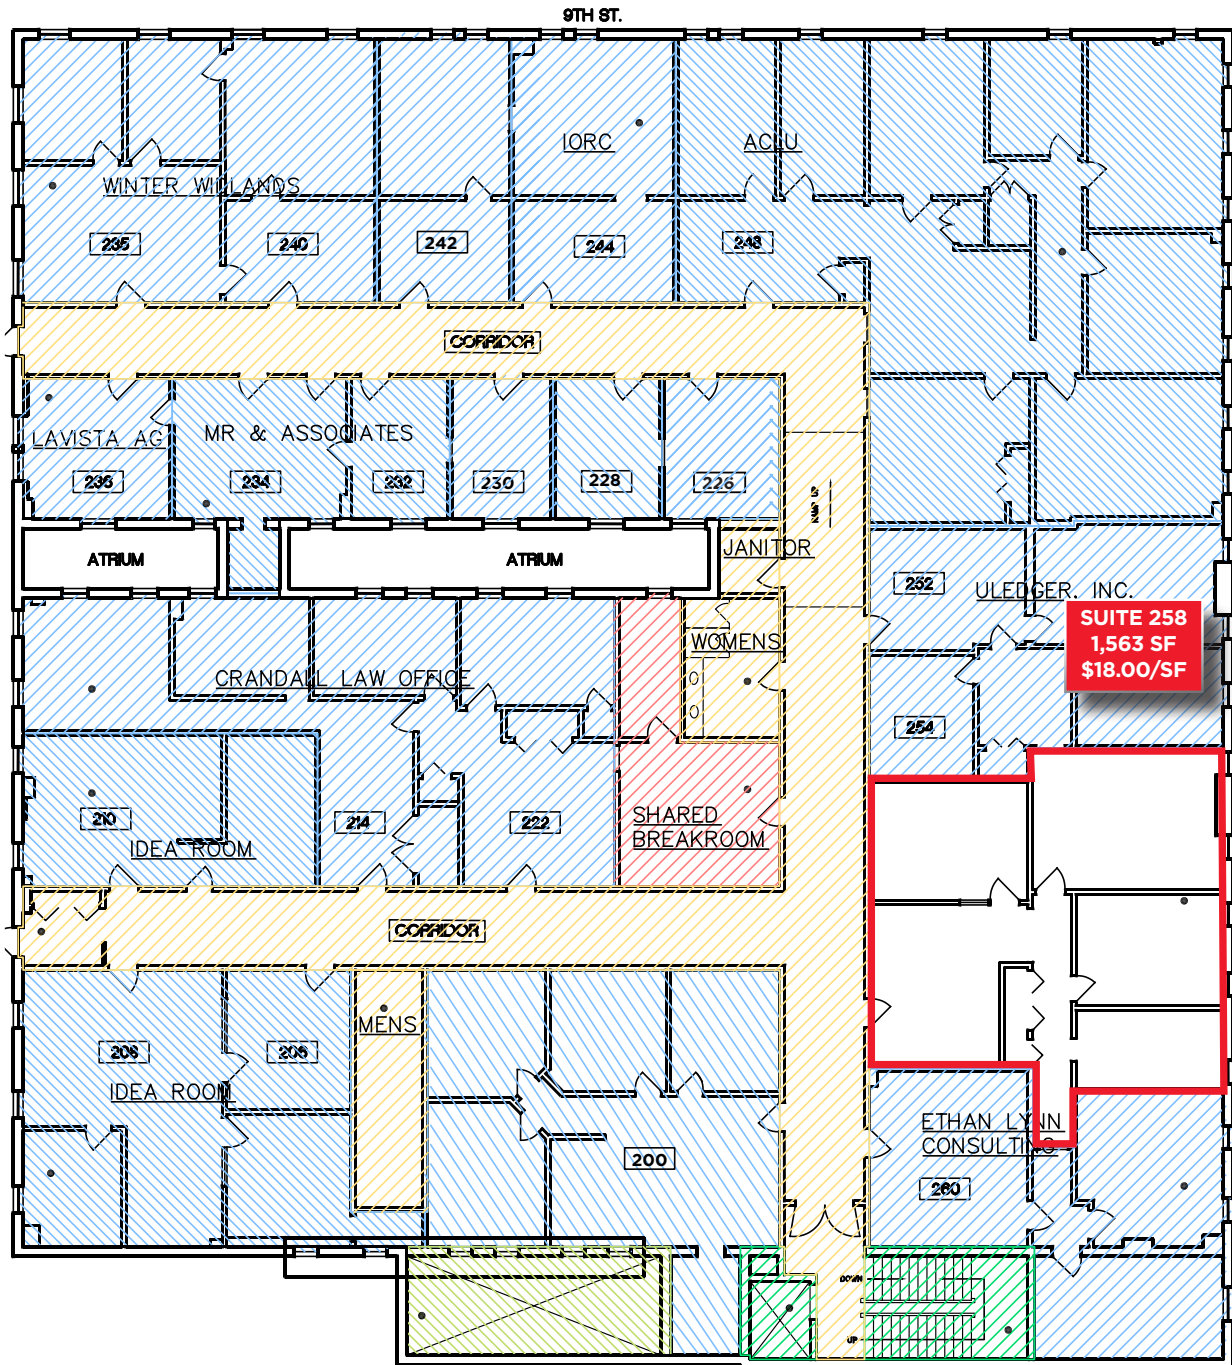 9TH ST.
IORC
ACLU
WINTER WILLANDS
235
240
242
244
248
CORRIDOR
LAVISTA AG
MR & ASSOCIATES
236
234
232
230
228
226
ATRIUM
ATRIUM
JANITOR
252
ULEDGER, INC.
SUITE 258
1,563 SF
$18.00/SF
WOMENS
CRANDALL LAW OFFICE
254
210
214
222
SHARED
BREAKROOM
IDEA ROOM
CORRIDOR
MENS
208
206
IDEA ROOM
ETHAN LYNN
CONSULTING
200
260
DOWN
UP